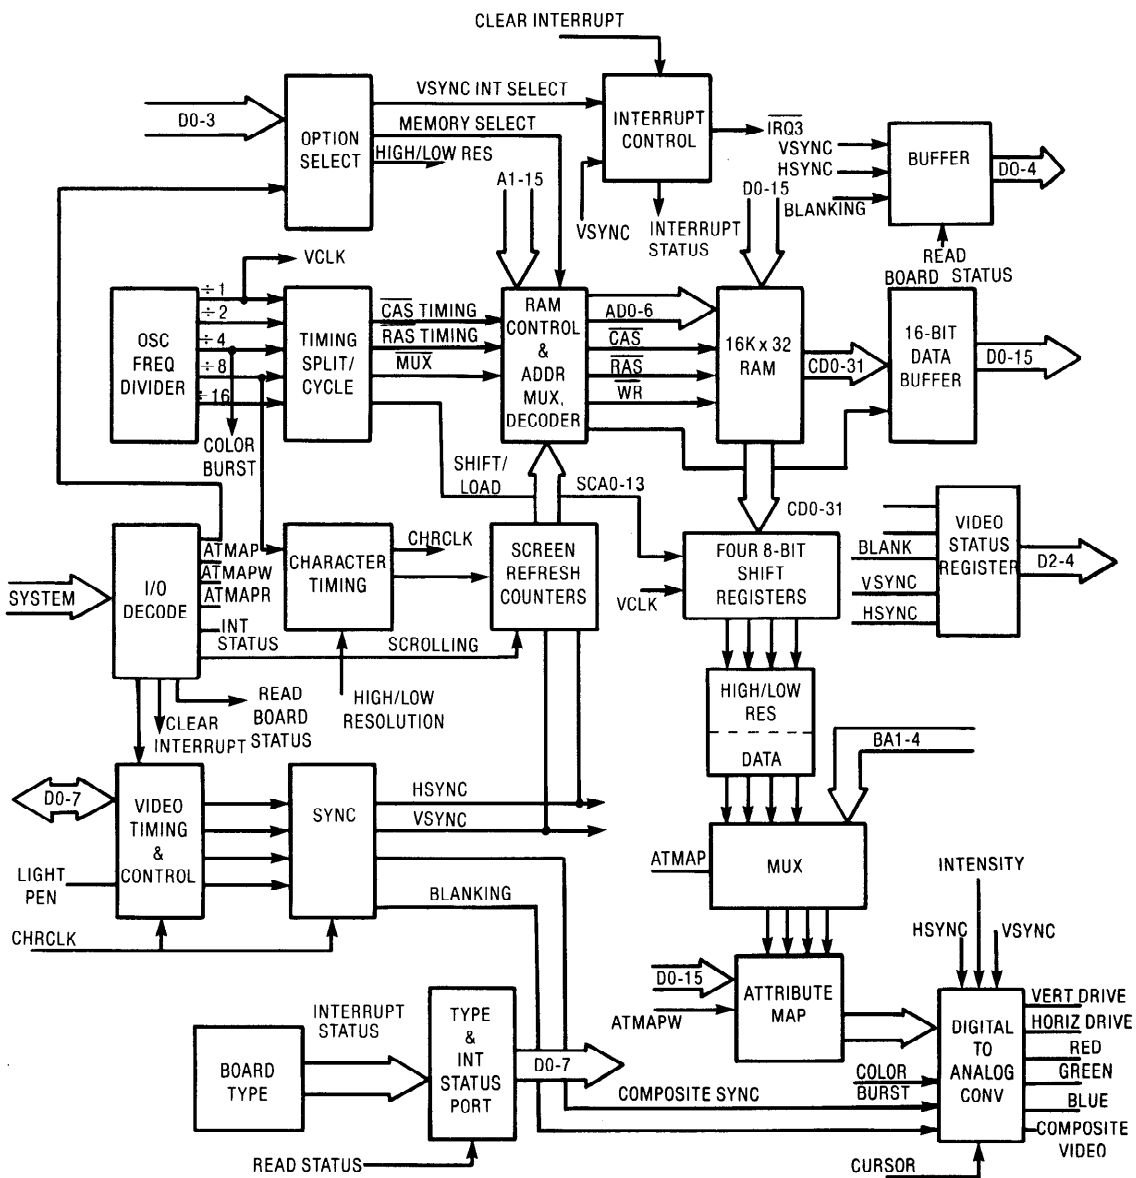 CLEAR INTERRUPT
D0-3
OPTION
SELECT
VSYNC INT SELECT
MEMORY SELECT
HIGH/LOW RES
INTERRUPT
CONTROL
IRQ3
VSYNC
HSYNC
BLANKING
BUFFER
D0-4
A1-15
VSYNC
INTERRUPT
STATUS
D0-15
READ
BOARD STATUS
VCLK
OSC
FREQ
DIVIDER
÷1
÷2
÷4
÷8
÷16
TIMING
SPLIT/
CYCLE
CAS TIMING
RAS TIMING
MUX
RAM
CONTROL
&
ADDR
MUX,
DECODER
AD0-6
CAS
RAS
WR
16K x 32
RAM
CD0-31
16-BIT
DATA
BUFFER
D0-15
COLOR
BURST
SHIFT/
LOAD
SCA0-13
CD0-31
SYSTEM
I/O
DECODE
ATMAP
ATMAPW
ATMAPR
INT
STATUS
CHARACTER
TIMING
CHRCLK
SCREEN
REFRESH
COUNTERS
SCROLLING
VCLK
FOUR 8-BIT
SHIFT
REGISTERS
BLANK
VSYNC
HSYNC
VIDEO
STATUS
REGISTER
D2-4
CLEAR
INTERRUPT
READ
BOARD
STATUS
HIGH/LOW
RESOLUTION
HIGH/LOW
RES
DATA
BA1-4
D0-7
VIDEO
TIMING
&
CONTROL
SYNC
HSYNC
VSYNC
BLANKING
LIGHT
PEN
CHRCLK
ATMAP
MUX
INTENSITY
HSYNC
VSYNC
D0-15
ATMAPW
ATTRIBUTE
MAP
INTERRUPT
STATUS
BOARD
TYPE
TYPE
&
INT
STATUS
PORT
D0-7
READ STATUS
COMPOSITE SYNC
COLOR
BURST
DIGITAL
TO
ANALOG
CONV
VERT DRIVE
HORIZ DRIVE
RED
GREEN
BLUE
COMPOSITE
VIDEO
CURSOR